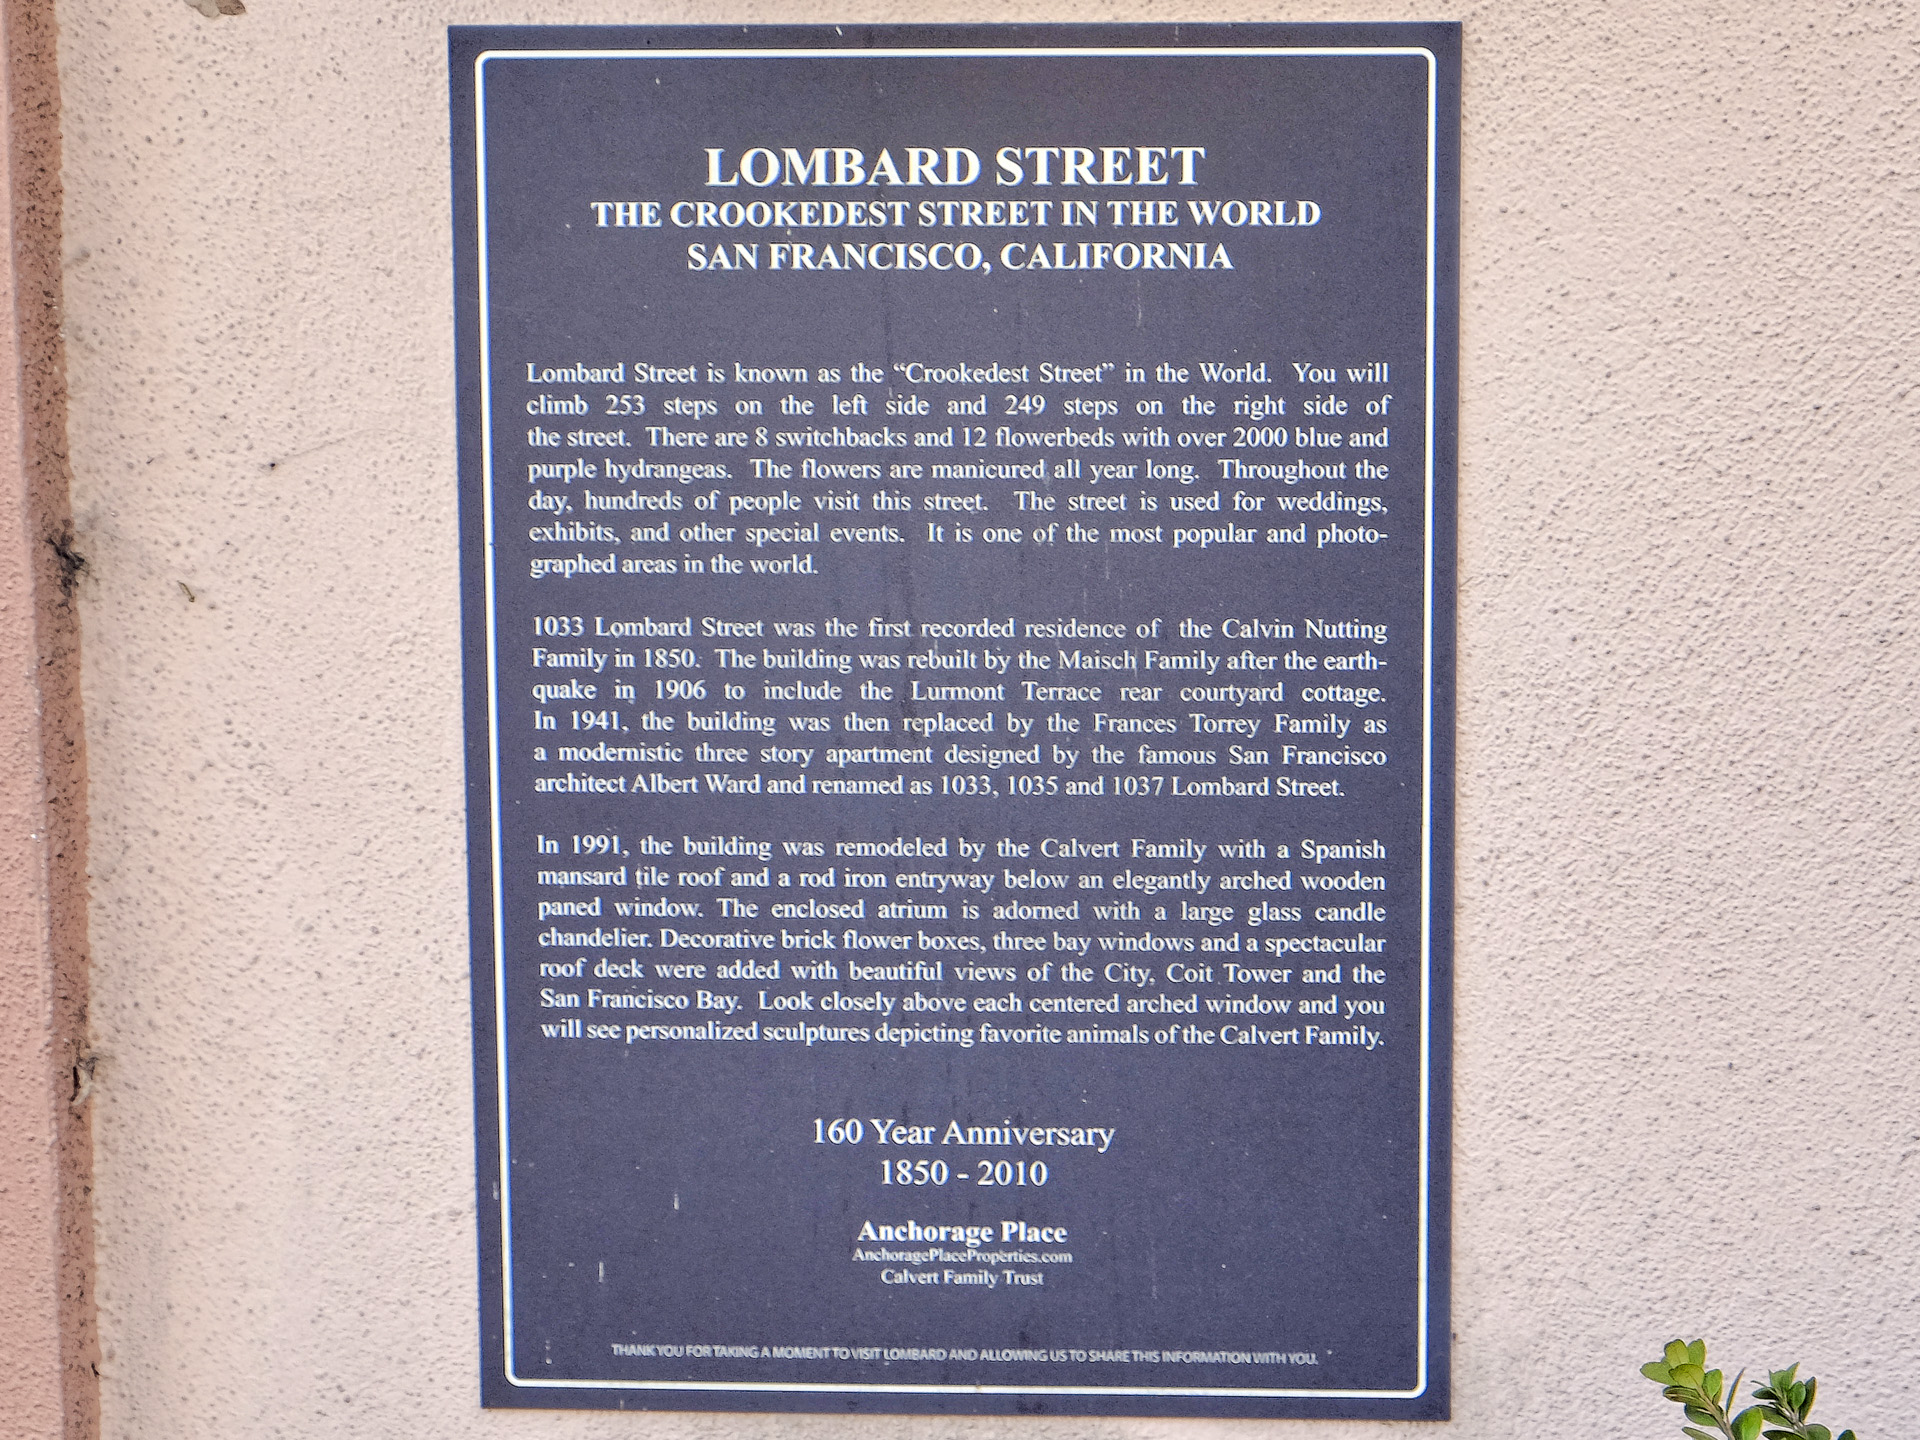 LOMBARD STREET
THE CROOKEDEST STREET IN THE WORLD
SAN FRANCISCO, CALIFORNIA
Lombard Street is known as the “Crookedest Street” in the World. You will
climb 253 steps on the left side and 249 steps on the right side of
the street. There are 8 switchbacks and 12 flowerbeds with over 2000 blue and
purple hydrangeas. The flowers are manicured all year long. Throughout the
day, hundreds of people visit this street. The street is used for weddings,
exhibits, and other special events. It is one of the most popular and photo-
graphed areas in the world.
1033 Lombard Street was the first recorded residence of the Calvin Nutting
Family in 1850. The building was rebuilt by the Maisch Family after the earth-
quake in 1906 to include the Lurmont Terrace rear courtyard cottage.
In 1941, the building was then replaced by the Frances Torrey Family as
a modernistic three story apartment designed by the famous San Francisco
architect Albert Ward and renamed as 1033, 1035 and 1037 Lombard Street.
In 1991, the building was remodeled by the Calvert Family with a Spanish
mansard tile roof and a rod iron entryway below an elegantly arched wooden
paned window. The enclosed atrium is adorned with a large glass candle
chandelier. Decorative brick flower boxes, three bay windows and a spectacular
roof deck were added with beautiful views of the City, Coit Tower and the
San Francisco Bay. Look closely above each centered arched window and you
will see personalized sculptures depicting favorite animals of the Calvert Family.
160 Year Anniversary
1850 - 2010
Anchorage Place
AnchoragePlaceProperties.com
Calvert Family Trust
THANK YOU FOR TAKING A MOMENT TO VISIT LOMBARD AND ALLOWING US TO SHARE THIS INFORMATION WITH YOU.